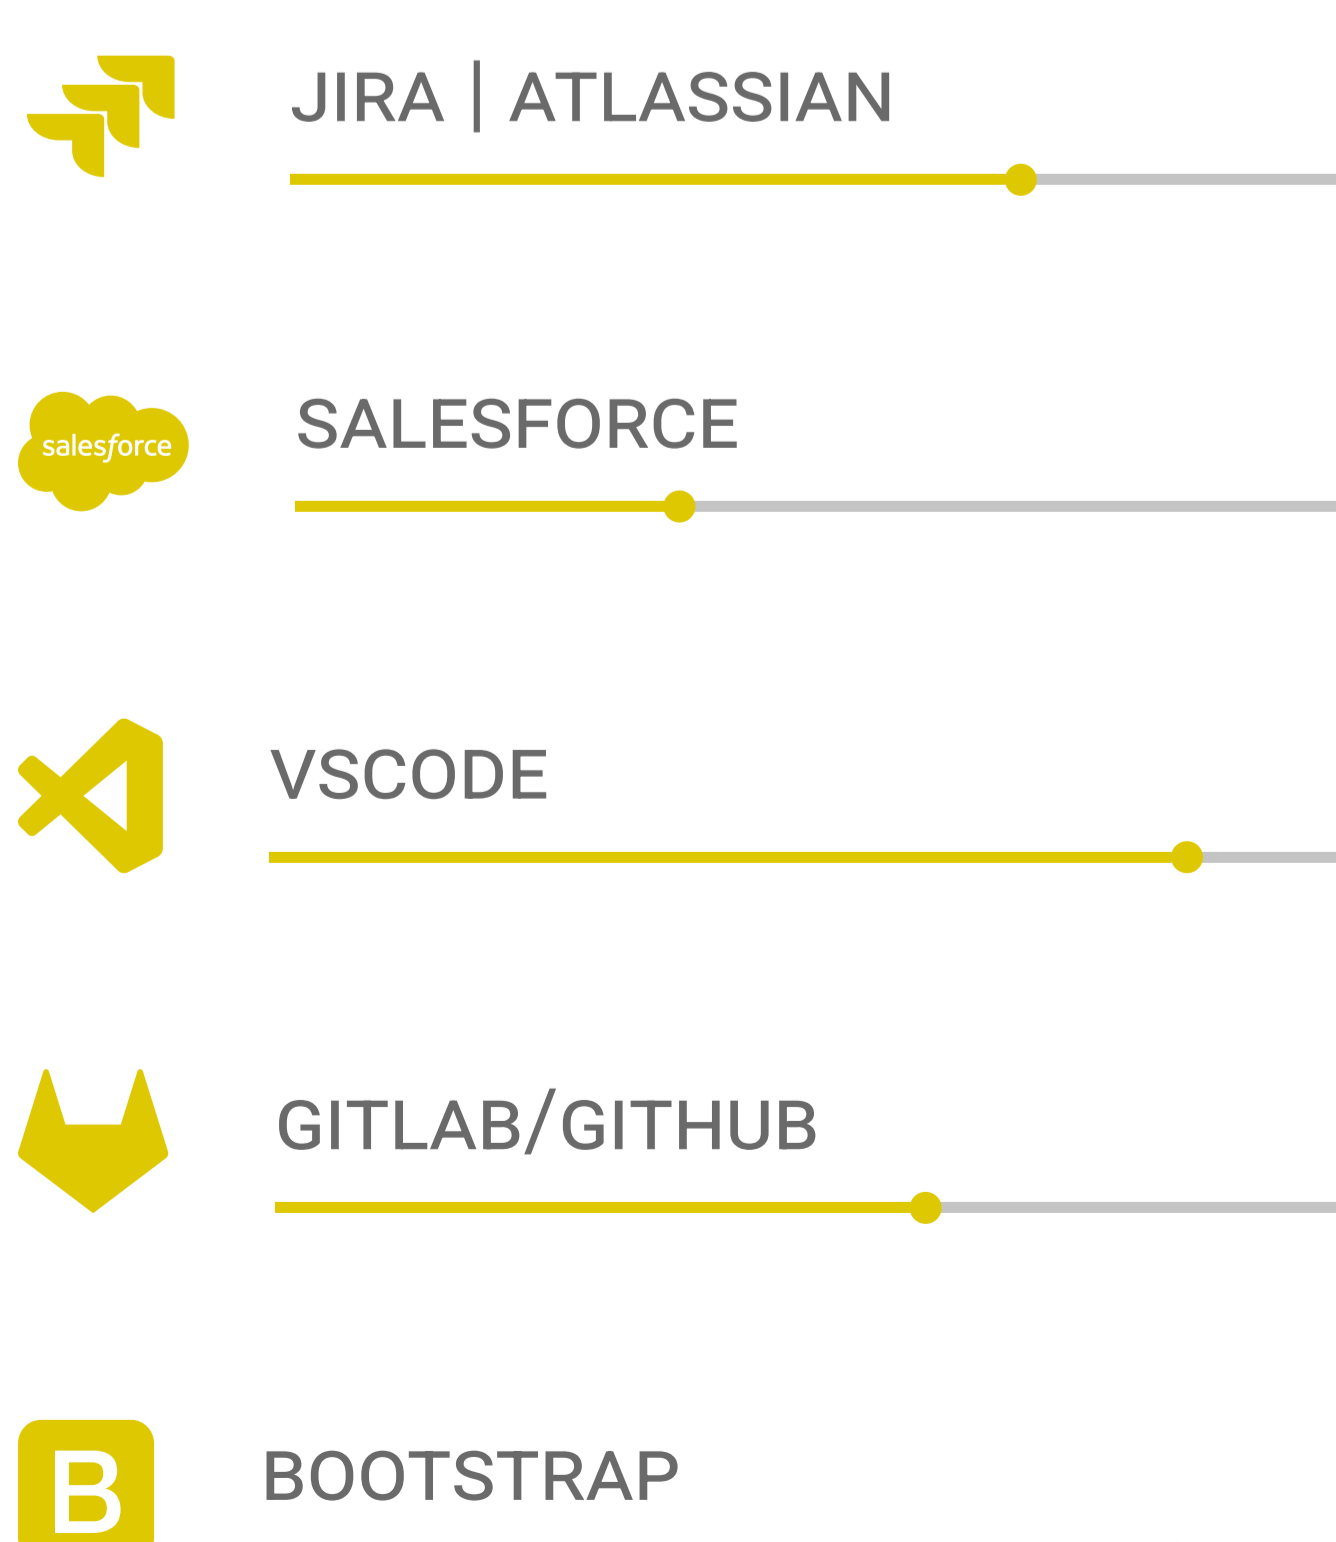 JIRA | ATLASSIAN
salesforce
SALESFORCE
VSCODE
GITLAB/GITHUB
B
BOOTSTRAP